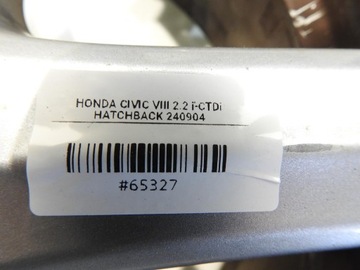 HONDA CIVIC VIII 2.2 i-CTDi
HATCHBACK 240904
#65327